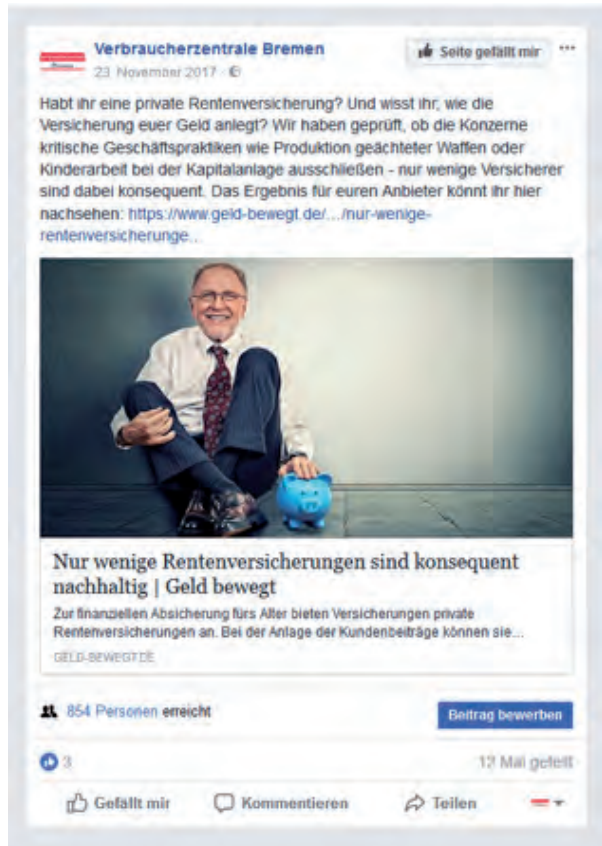 Verbraucherzentrale Bremen
Seite gefällt mir
23. November 2017 ·
Habt ihr eine private Rentenversicherung? Und wisst ihr, wie die
Versicherung euer Geld anlegt? Wir haben geprüft, ob die Konzerne
kritische Geschäftspraktiken wie Produktion geächteter Waffen oder
Kinderarbeit bei der Kapitalanlage ausschließen - nur wenige Versicherer
sind dabei konsequent. Das Ergebnis für euren Anbieter könnt ihr hier
nachsehen: https://www.geld-bewegt.de/…/nur-wenige-
rentenversicherunge…
Nur wenige Rentenversicherungen sind konsequent
nachhaltig | Geld bewegt
Zur finanziellen Absicherung fürs Alter bieten Versicherungen private
Rentenversicherungen an. Bei der Anlage der Kundenbeiträge können sie...
GELD-BEWEGT.DE
854 Personen erreicht
Beitrag bewerben
3
12 Mal geteilt
Gefällt mir
Kommentieren
Teilen